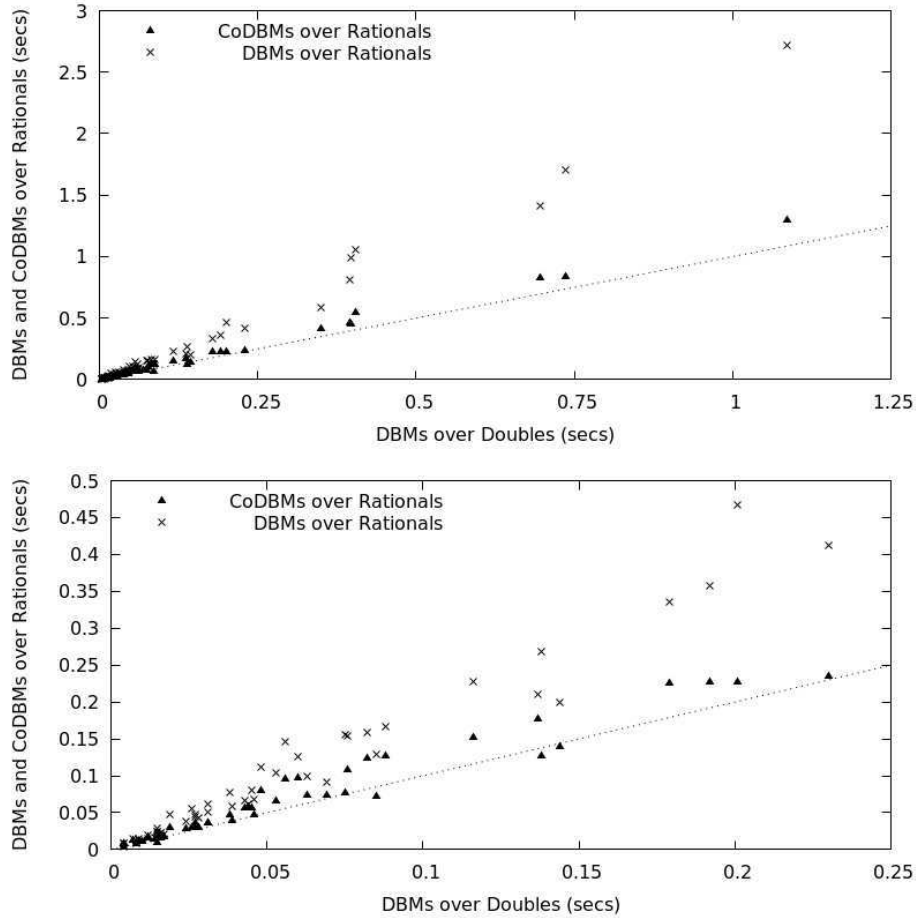 3
2.5
2
1.5
1
0.5
0
CoDBMs over Rationals
DBMs over Rationals
DBMs and CoDBMs over Rationals (secs)
0 0.25 0.5 0.75 1 1.25
DBMs over Doubles (secs)
0.5
0.45
0.4
0.35
0.3
0.25
0.2
0.15
0.1
0.05
0
CoDBMs over Rationals
DBMs over Rationals
DBMs and CoDBMs over Rationals (secs)
0 0.05 0.1 0.15 0.2 0.25
DBMs over Doubles (secs)